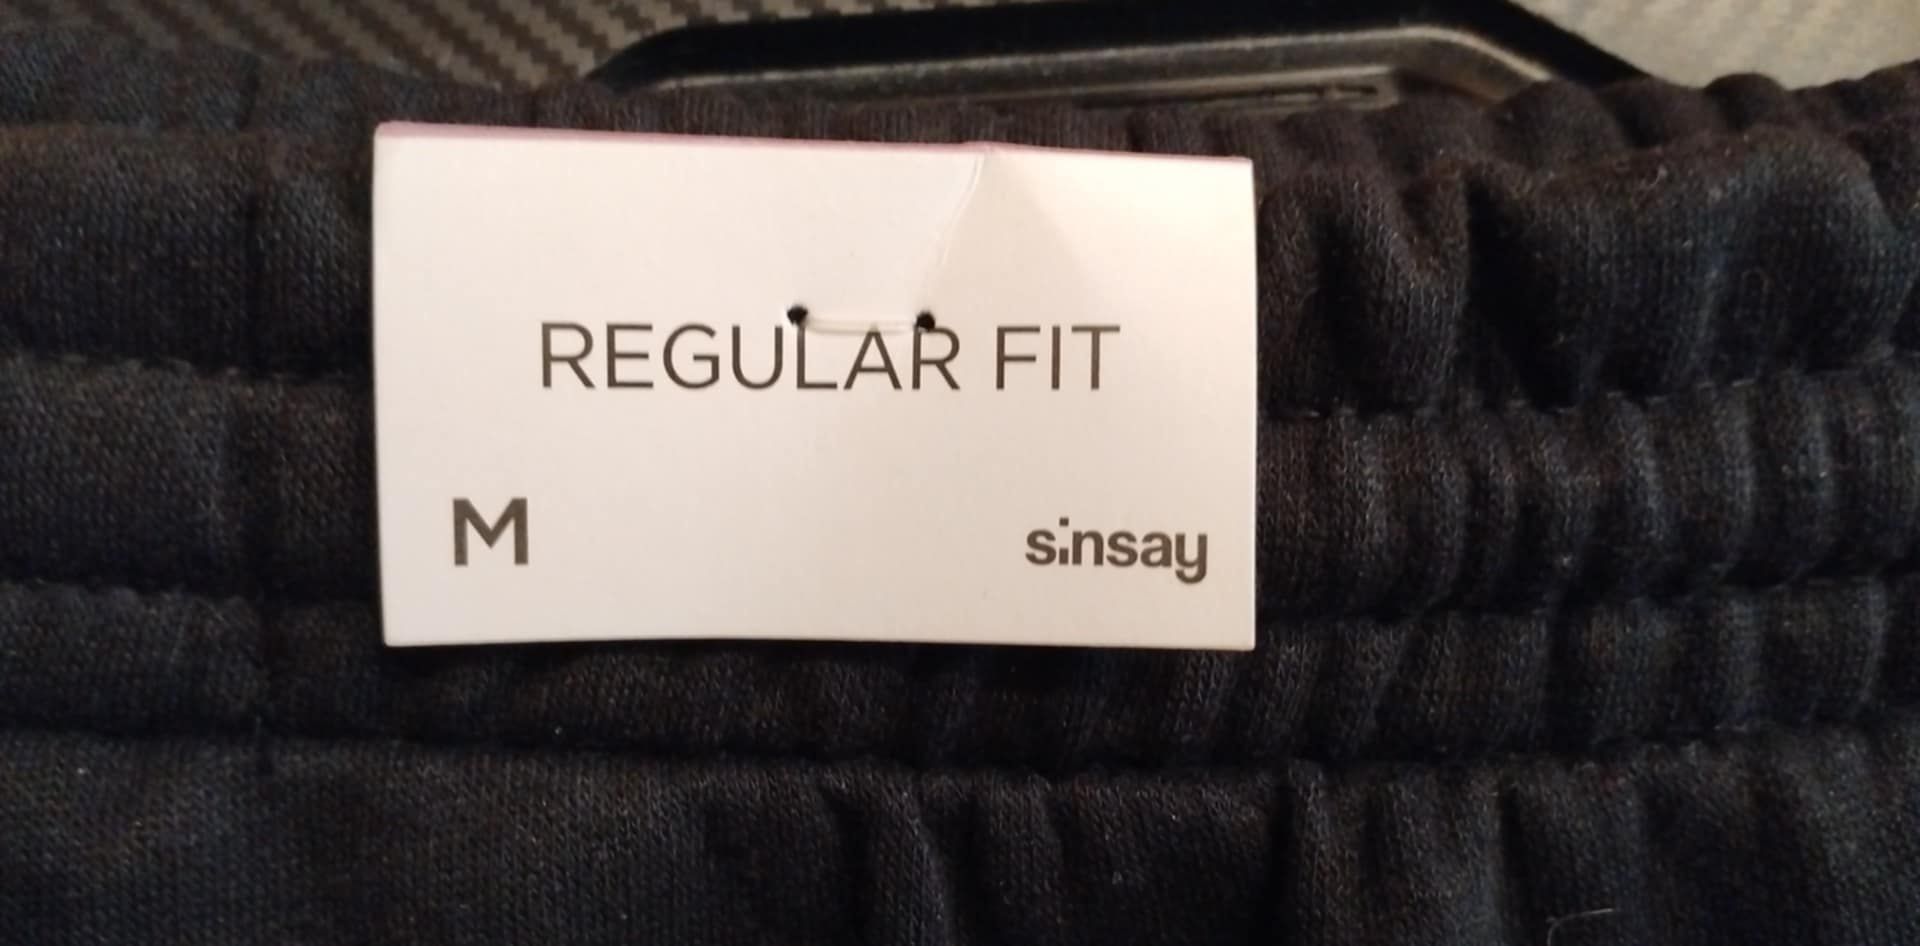 REGULAR FIT
M
sinsay